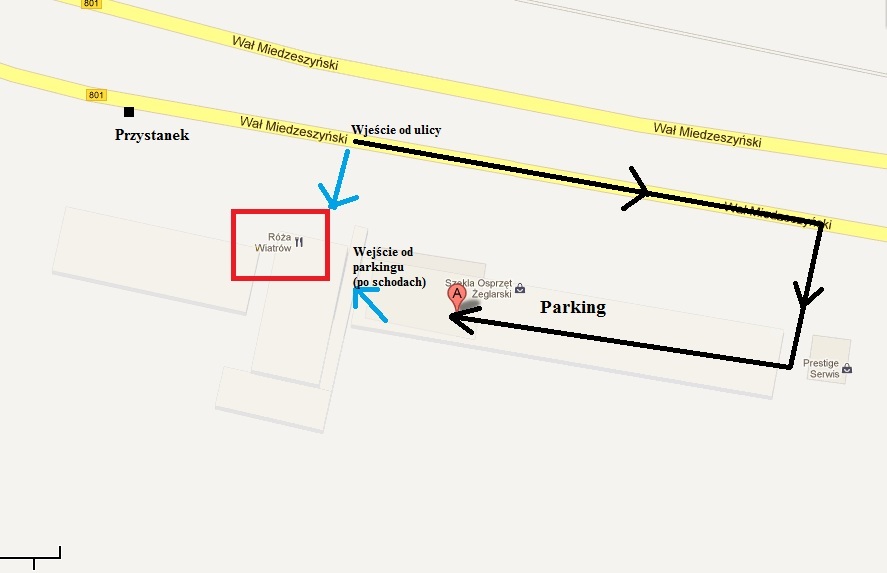 801
Wał Miedzeszyński
801
Wał Miedzeszyński
Wał Miedzeszyński
Wjeście od ulicy
Przystanek
Wał Miedzeszyński
Róża
Wiatrów
Wejście od
parkingu
(po schodach)
Szekla Osprzęt
Żeglarski
A
Parking
Prestige
Serwis